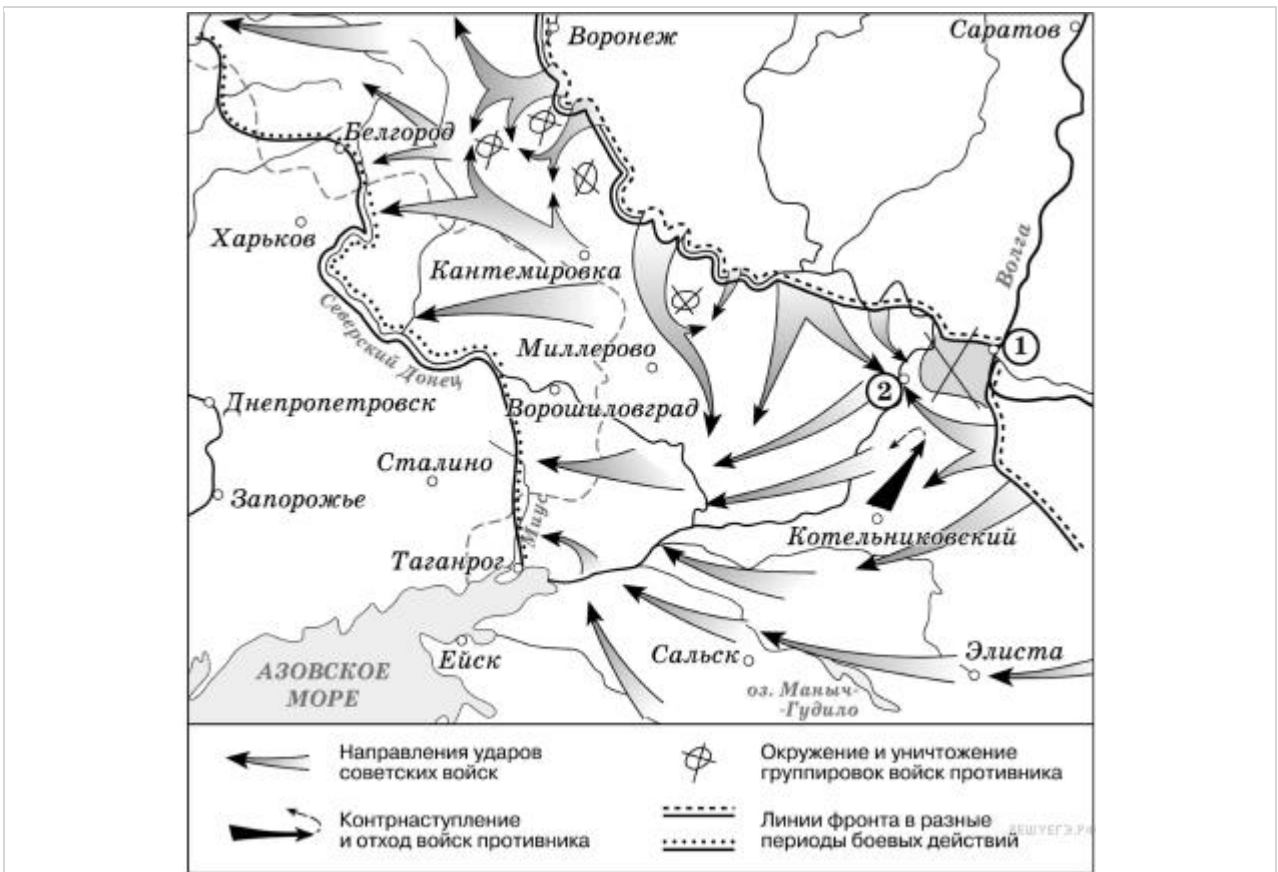 Воронеж
Саратов
Белгород
Волга
Харьков
Кантемировка
Северский Донец
Миллерово
1
2
Днепропетровск
Ворошиловград
Сталино
Запорожье
Миус
Котельниковский
Таганрог
Ейск
Сальск
Элиста
АЗОВСКОЕ
МОРЕ
оз. Маныч-
-Гудило
Направления ударов
советских войск
Окружение и уничтожение
группировок войск противника
Контрнаступление
и отход войск противника
Линии фронта в разные
периоды боевых действий
РЕШУЕГЭ.РФ